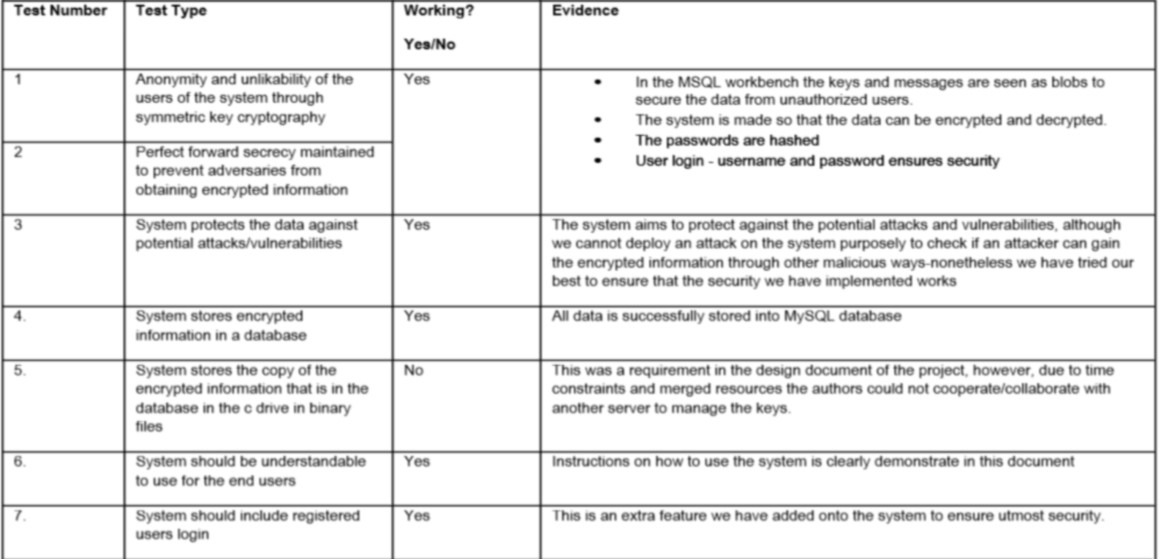 Test Number Test Type Working? Evidence
Yes/No
1 Anonymity and unlikability of the
users of the system through
symmetric key cryptography
Yes
• In the MSQL workbench the keys and messages are seen as blobs to
secure the data from unauthorized users.
• The system is made so that the data can be encrypted and decrypted.
• The passwords are hashed
• User login - username and password ensures security
2 Perfect forward secrecy maintained
to prevent adversaries from
obtaining encrypted information
3 System protects the data against
potential attacks/vulnerabilities
Yes
The system aims to protect against the potential attacks and vulnerabilities, although
we cannot deploy an attack on the system purposely to check if an attacker can gain
the encrypted information through other malicious ways-nonetheless we have tried our
best to ensure that the security we have implemented works
4. System stores encrypted
information in a database
Yes
All data is successfully stored into MySQL database
5. System stores the copy of the
encrypted information that is in the
database in the c drive in binary
files
No
This was a requirement in the design document of the project, however, due to time
constraints and merged resources the authors could not cooperate/collaborate with
another server to manage the keys.
6. System should be understandable
to use for the end users
Yes
Instructions on how to use the system is clearly demonstrate in this document
7. System should include registered
users login
Yes
This is an extra feature we have added onto the system to ensure utmost security.